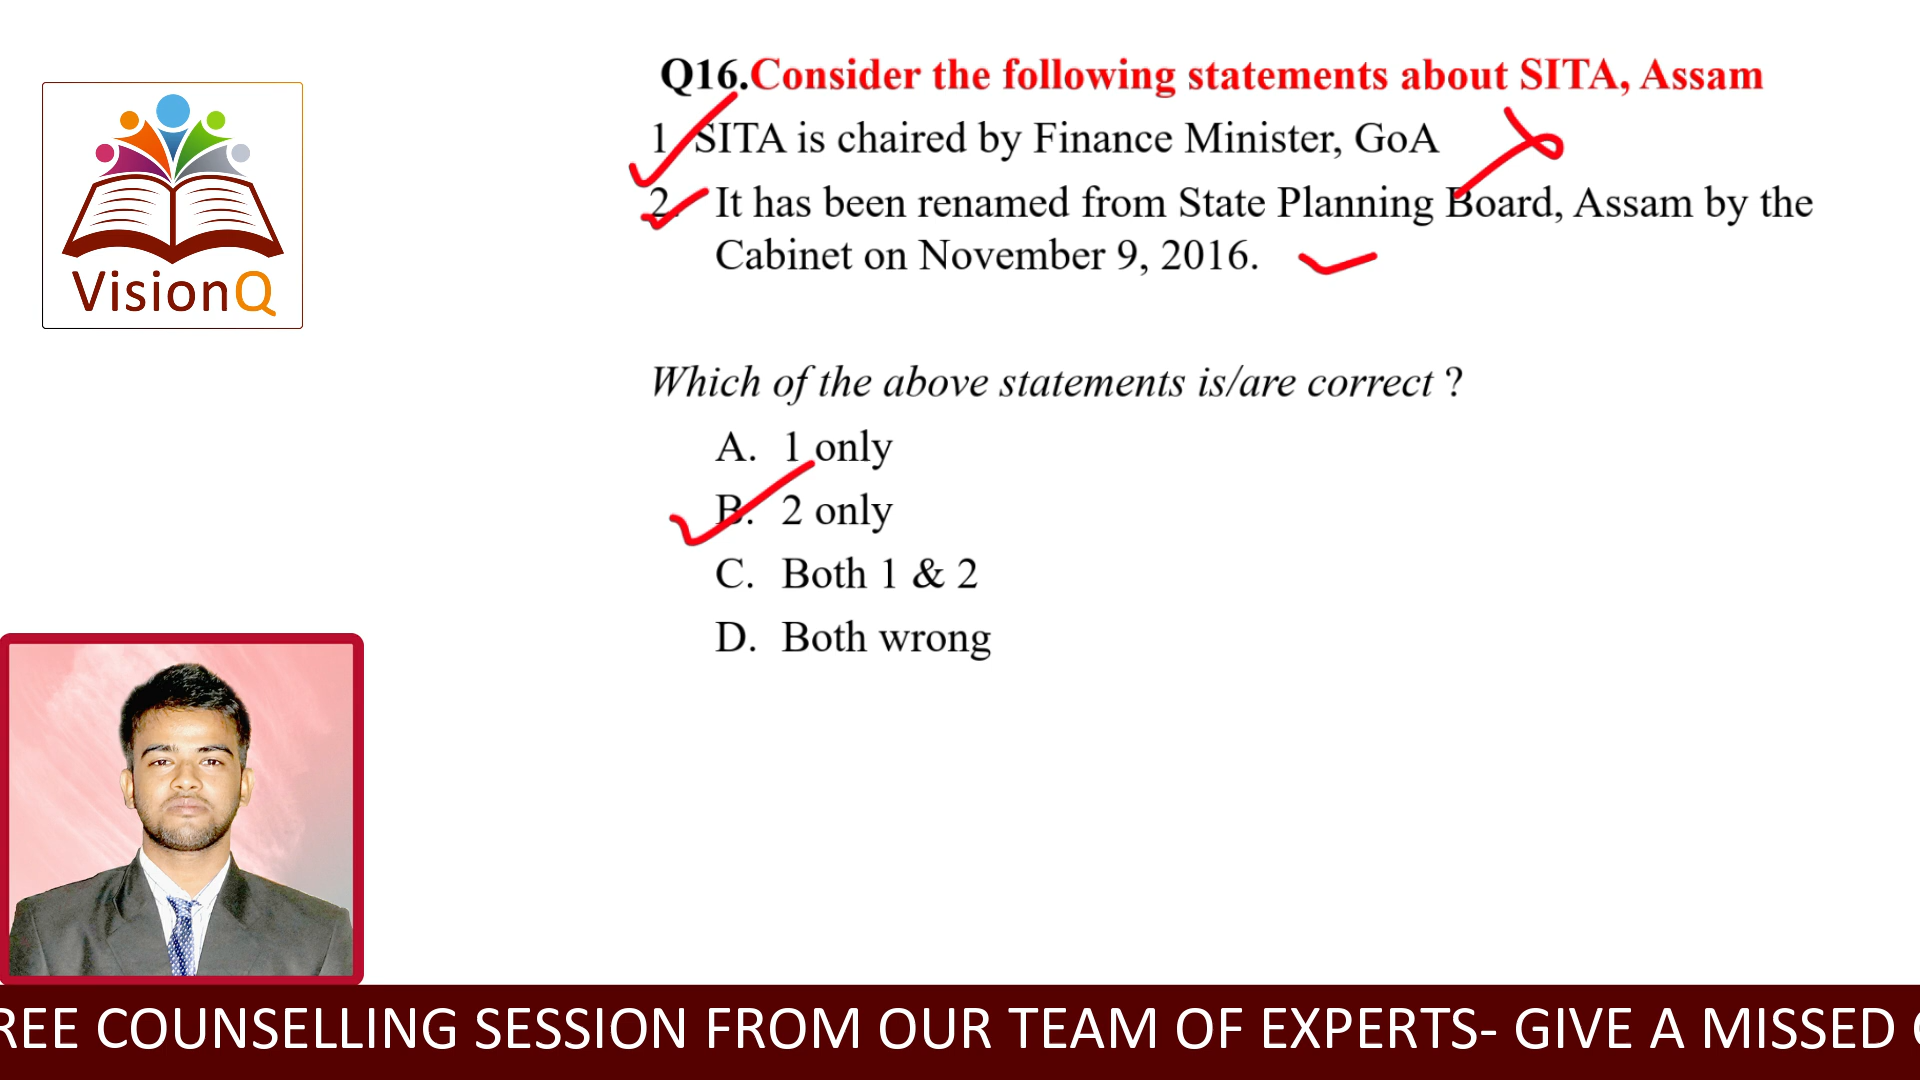 VisionQ
Q16.Consider the following statements about SITA, Assam
1. SITA is chaired by Finance Minister, GoA
2. It has been renamed from State Planning Board, Assam by the
Cabinet on November 9, 2016.
Which of the above statements is/are correct ?
A. 1 only
B. 2 only
C. Both 1 & 2
D. Both wrong
REE COUNSELLING SESSION FROM OUR TEAM OF EXPERTS- GIVE A MISSED